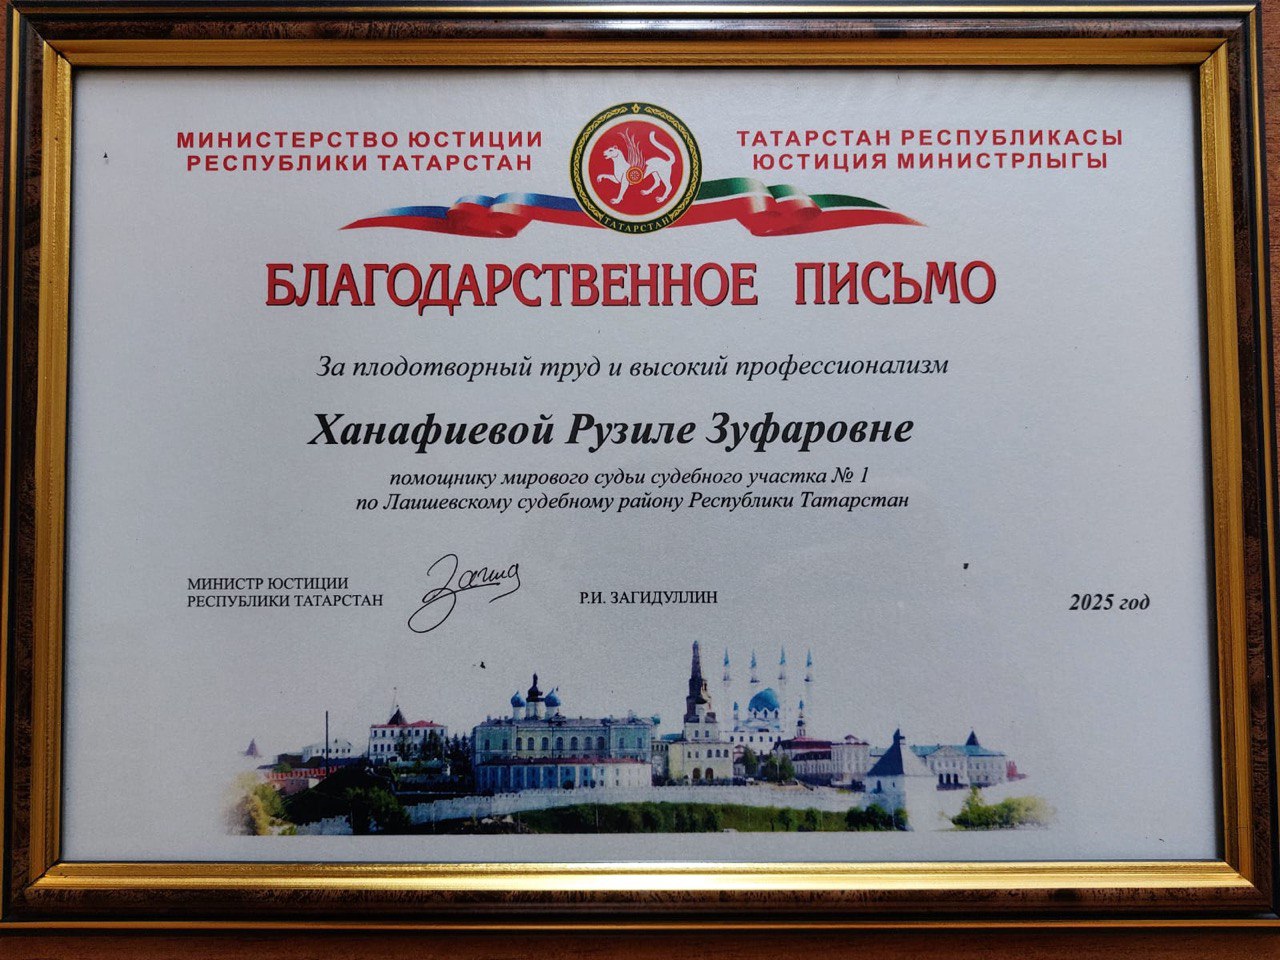 МИНИСТЕРСТВО ЮСТИЦИИ
РЕСПУБЛИКИ ТАТАРСТАН
ТАТАРСТАН РЕСПУБЛИКАСЫ
ЮСТИЦИЯ МИНИСТРЛЫГЫ
ТАТАРСТАН
БЛАГОДАРСТВЕННОЕ ПИСЬМО
За плодотворный труд и высокий профессионализм
Ханафиевой Рузиле Зуфаровне
помощнику мирового судьи судебного участка № 1
по Лаишевскому судебному району Республики Татарстан
МИНИСТР ЮСТИЦИИ
РЕСПУБЛИКИ ТАТАРСТАН
Р.И. ЗАГИДУЛЛИН
2025 год